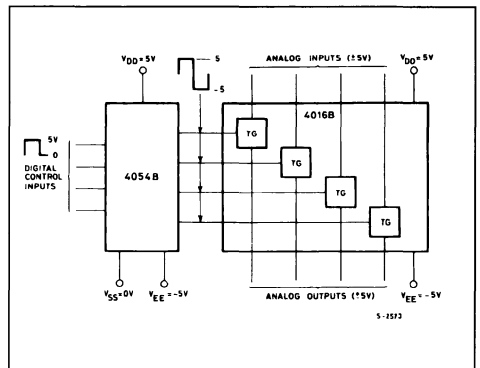 VDD=5V
5
-5
ANALOG INPUTS (±5V)
VDD=5V
5V
0
DIGITAL
CONTROL
INPUTS
4054B
4016B
TG
TG
TG
TG
VSS=0V
VEE=-5V
ANALOG OUTPUTS (±5V)
VEE=-5V
S-2573